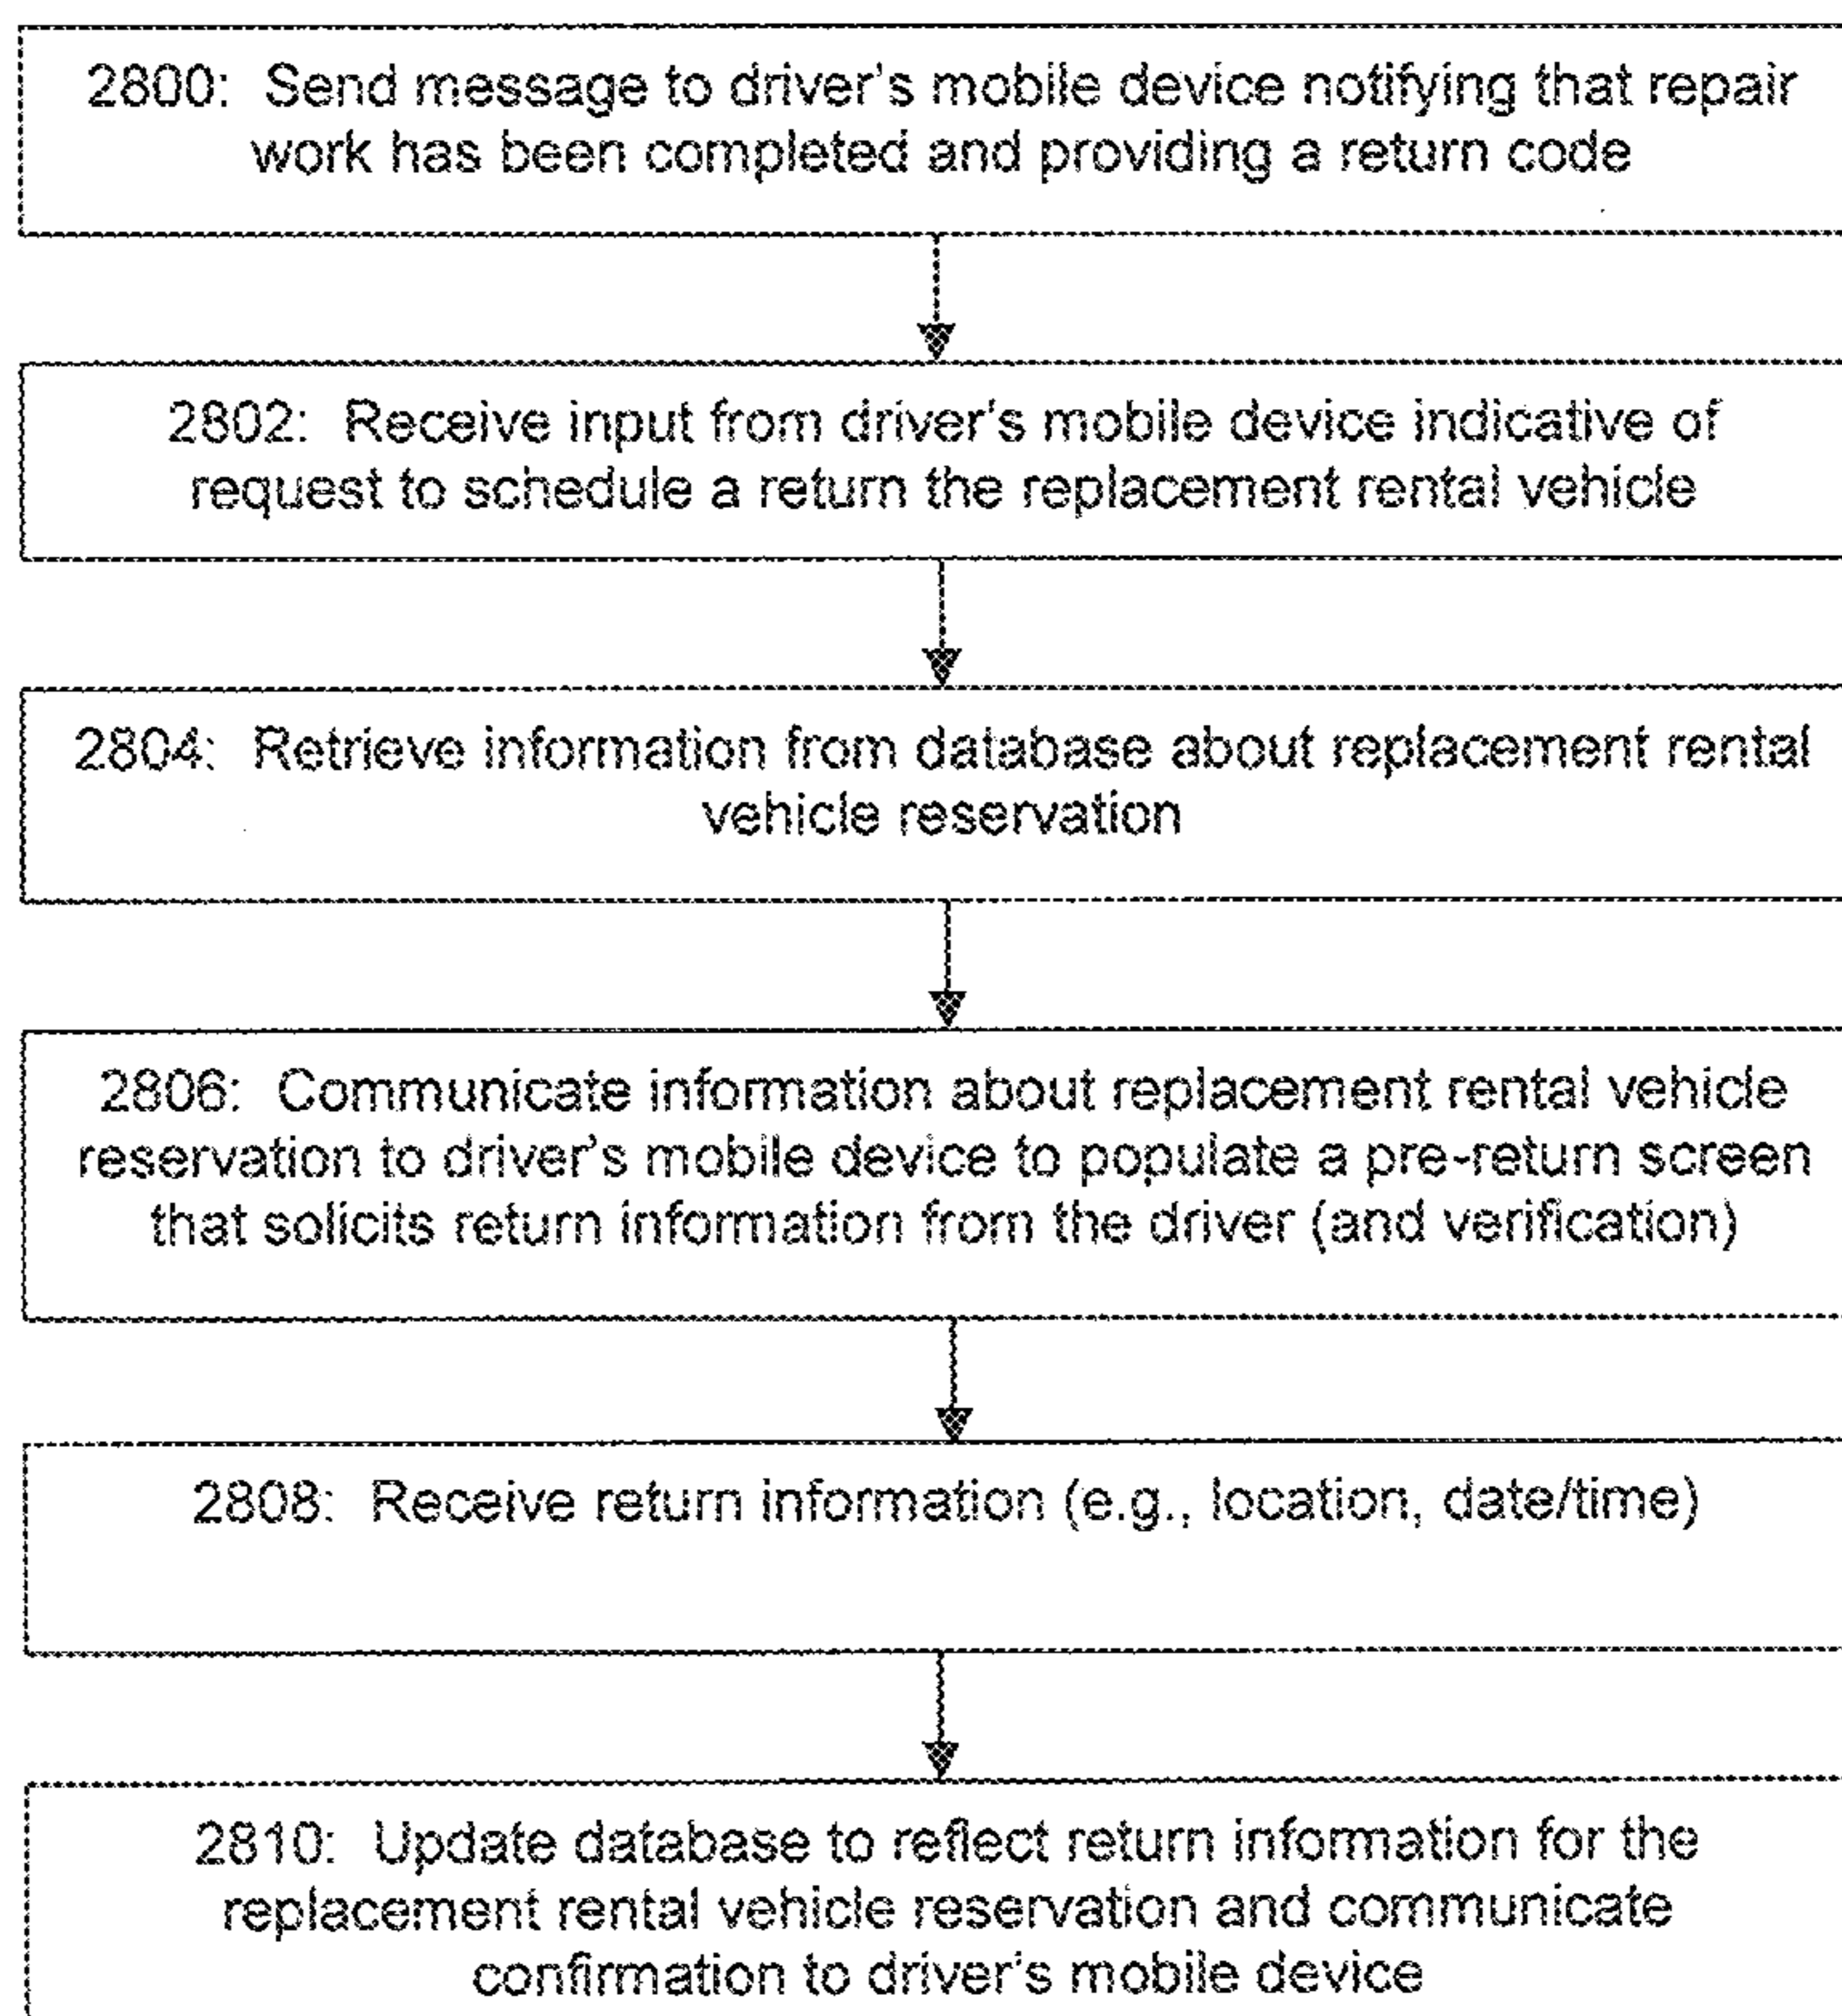 2800: Send message to driver's mobile device notifying that repair
work has been completed and providing a return code
2802: Receive input from driver's mobile device indicative of
request to schedule a return the replacement rental vehicle
2804: Retrieve information from database about replacement rental
vehicle reservation
2806: Communicate information about replacement rental vehicle
reservation to driver's mobile device to populate a pre-return screen
that solicits return information from the driver (and verification)
2808: Receive return information (e.g., location, date/time)
2810: Update database to reflect return information for the
replacement rental vehicle reservation and communicate
confirmation to driver's mobile device